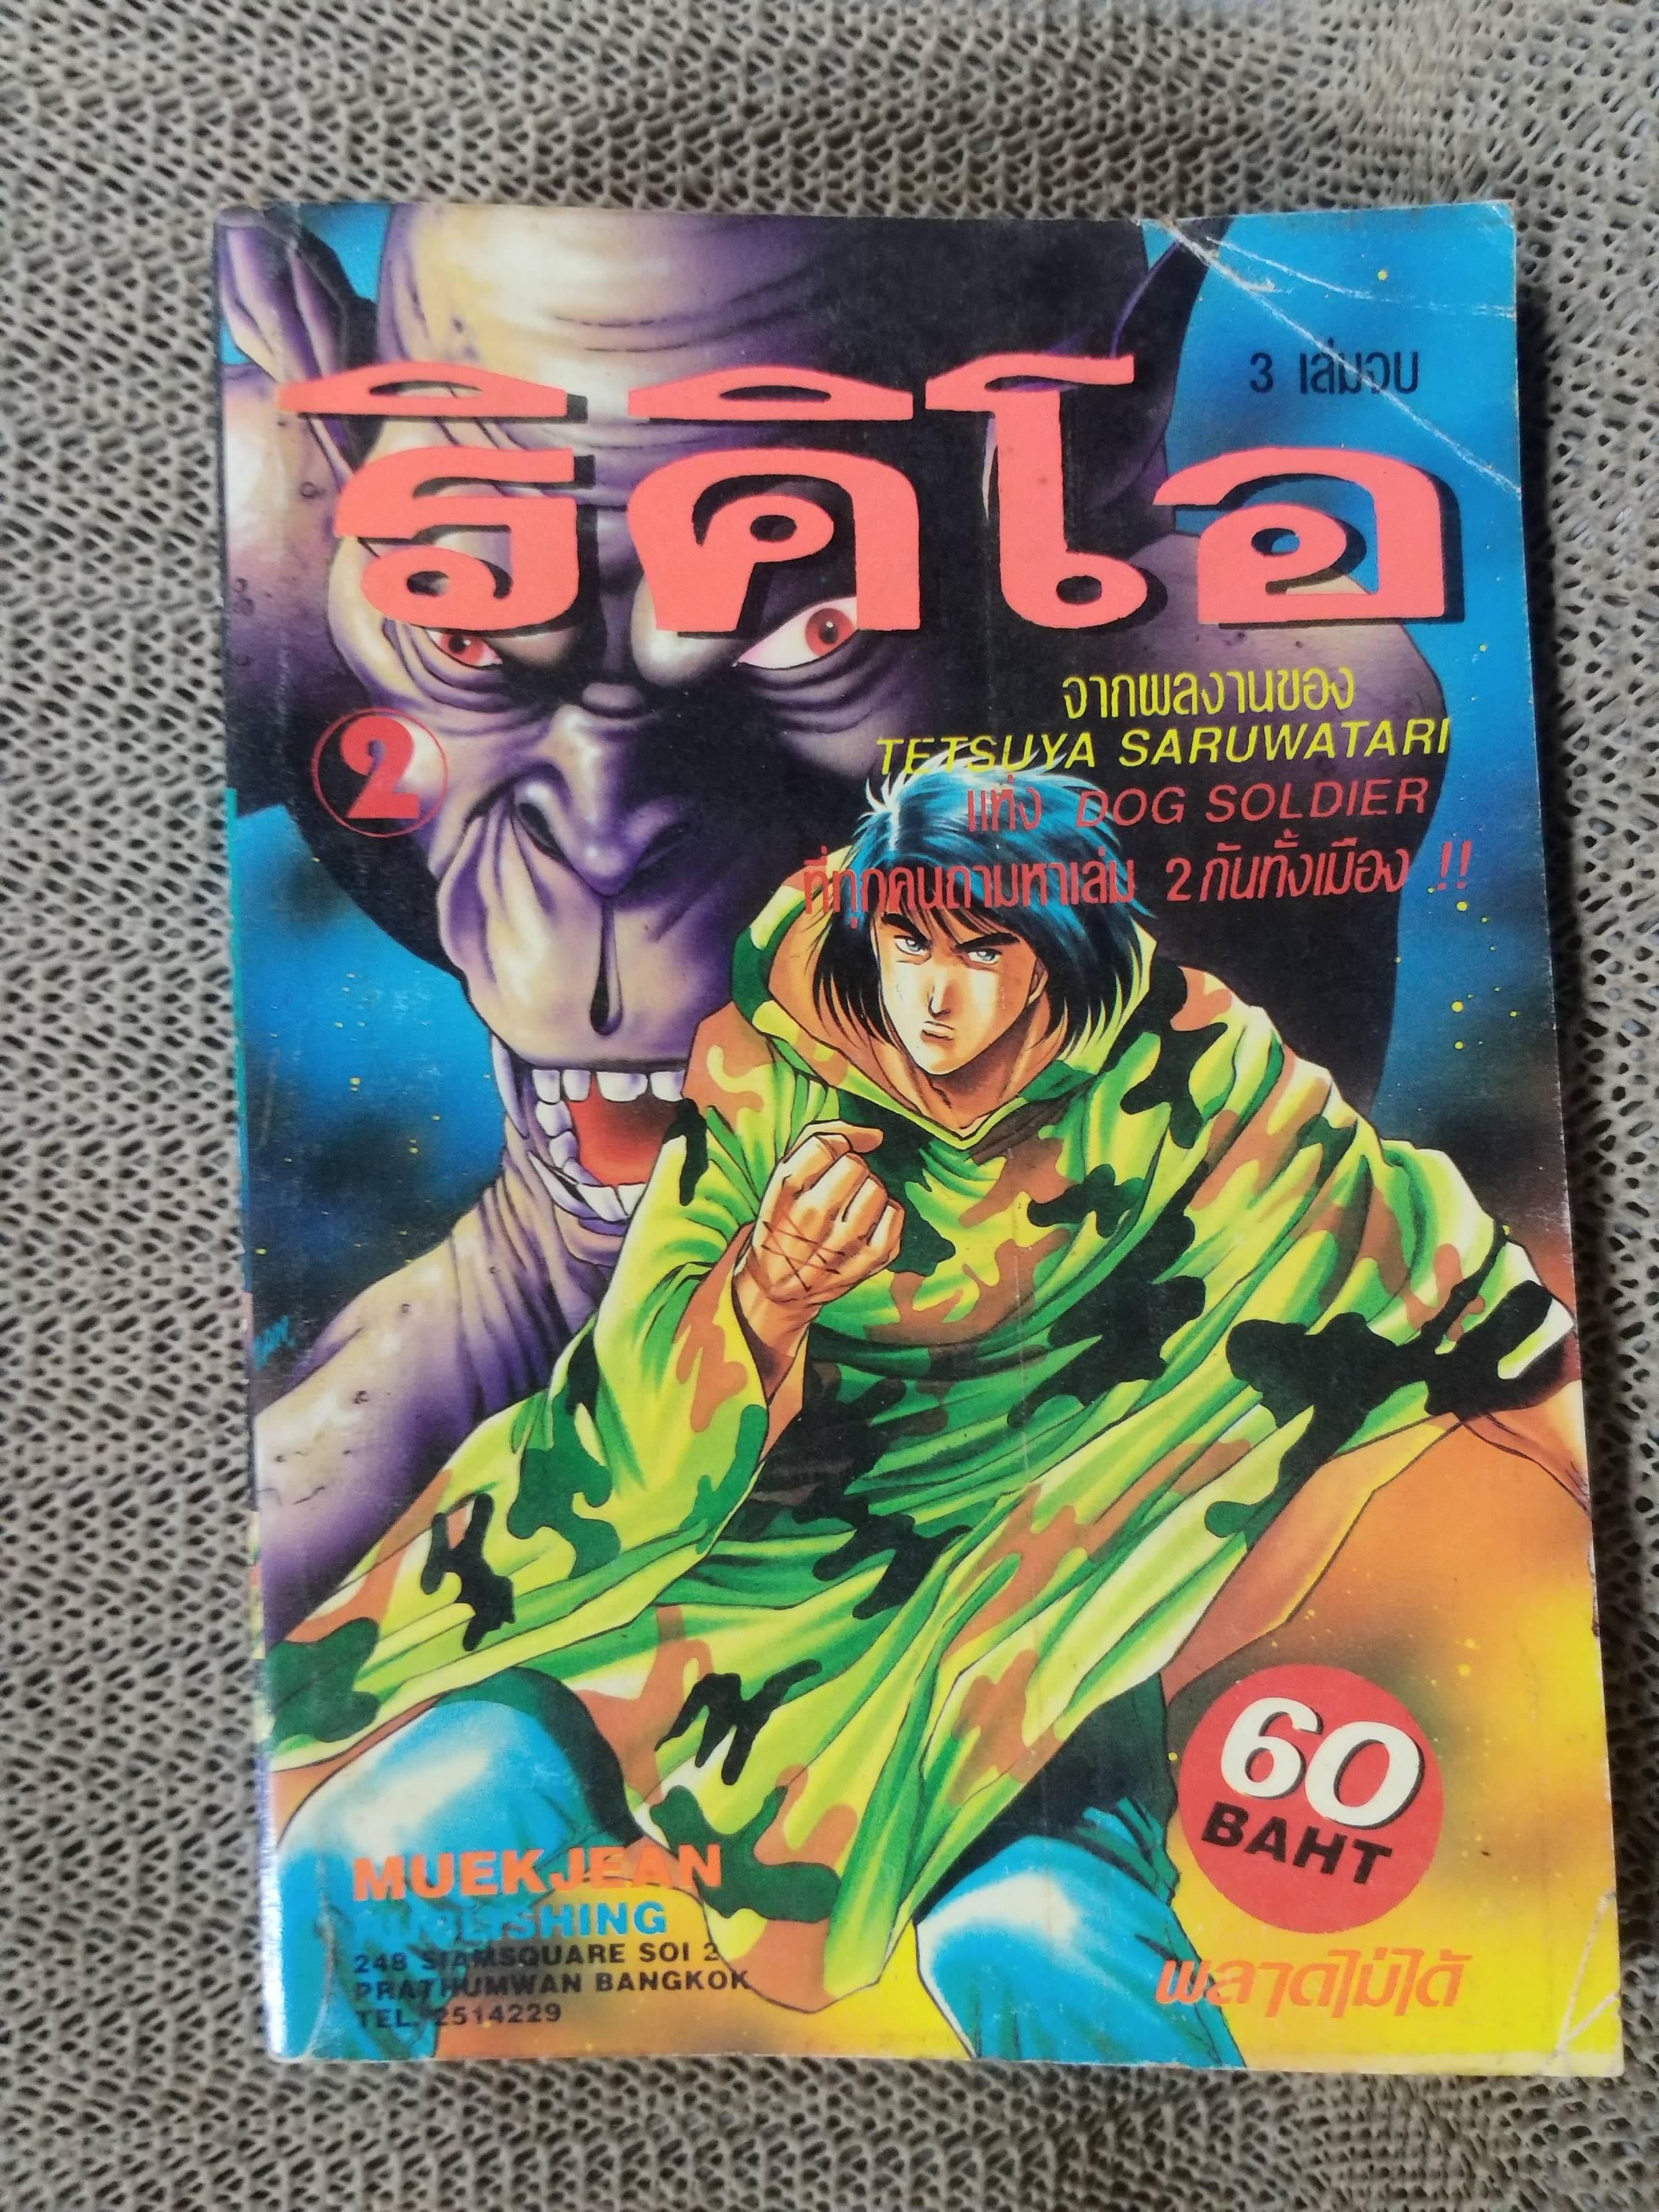 3 เล่มจบ
ริคิโอ
2
จากผลงานของ
TETSUYA SARUWATARI
แห่ง DOG SOLDIER
ที่ทุกคนถามหาเล่ม 2 กันทั้งเมือง !!
60
BAHT
MUEKJEAN
PUBLISHING
248 SIAMSQUARE SOI 2
PRATHUMWAN BANGKOK
TEL. 2514229
พลาดไม่ได้